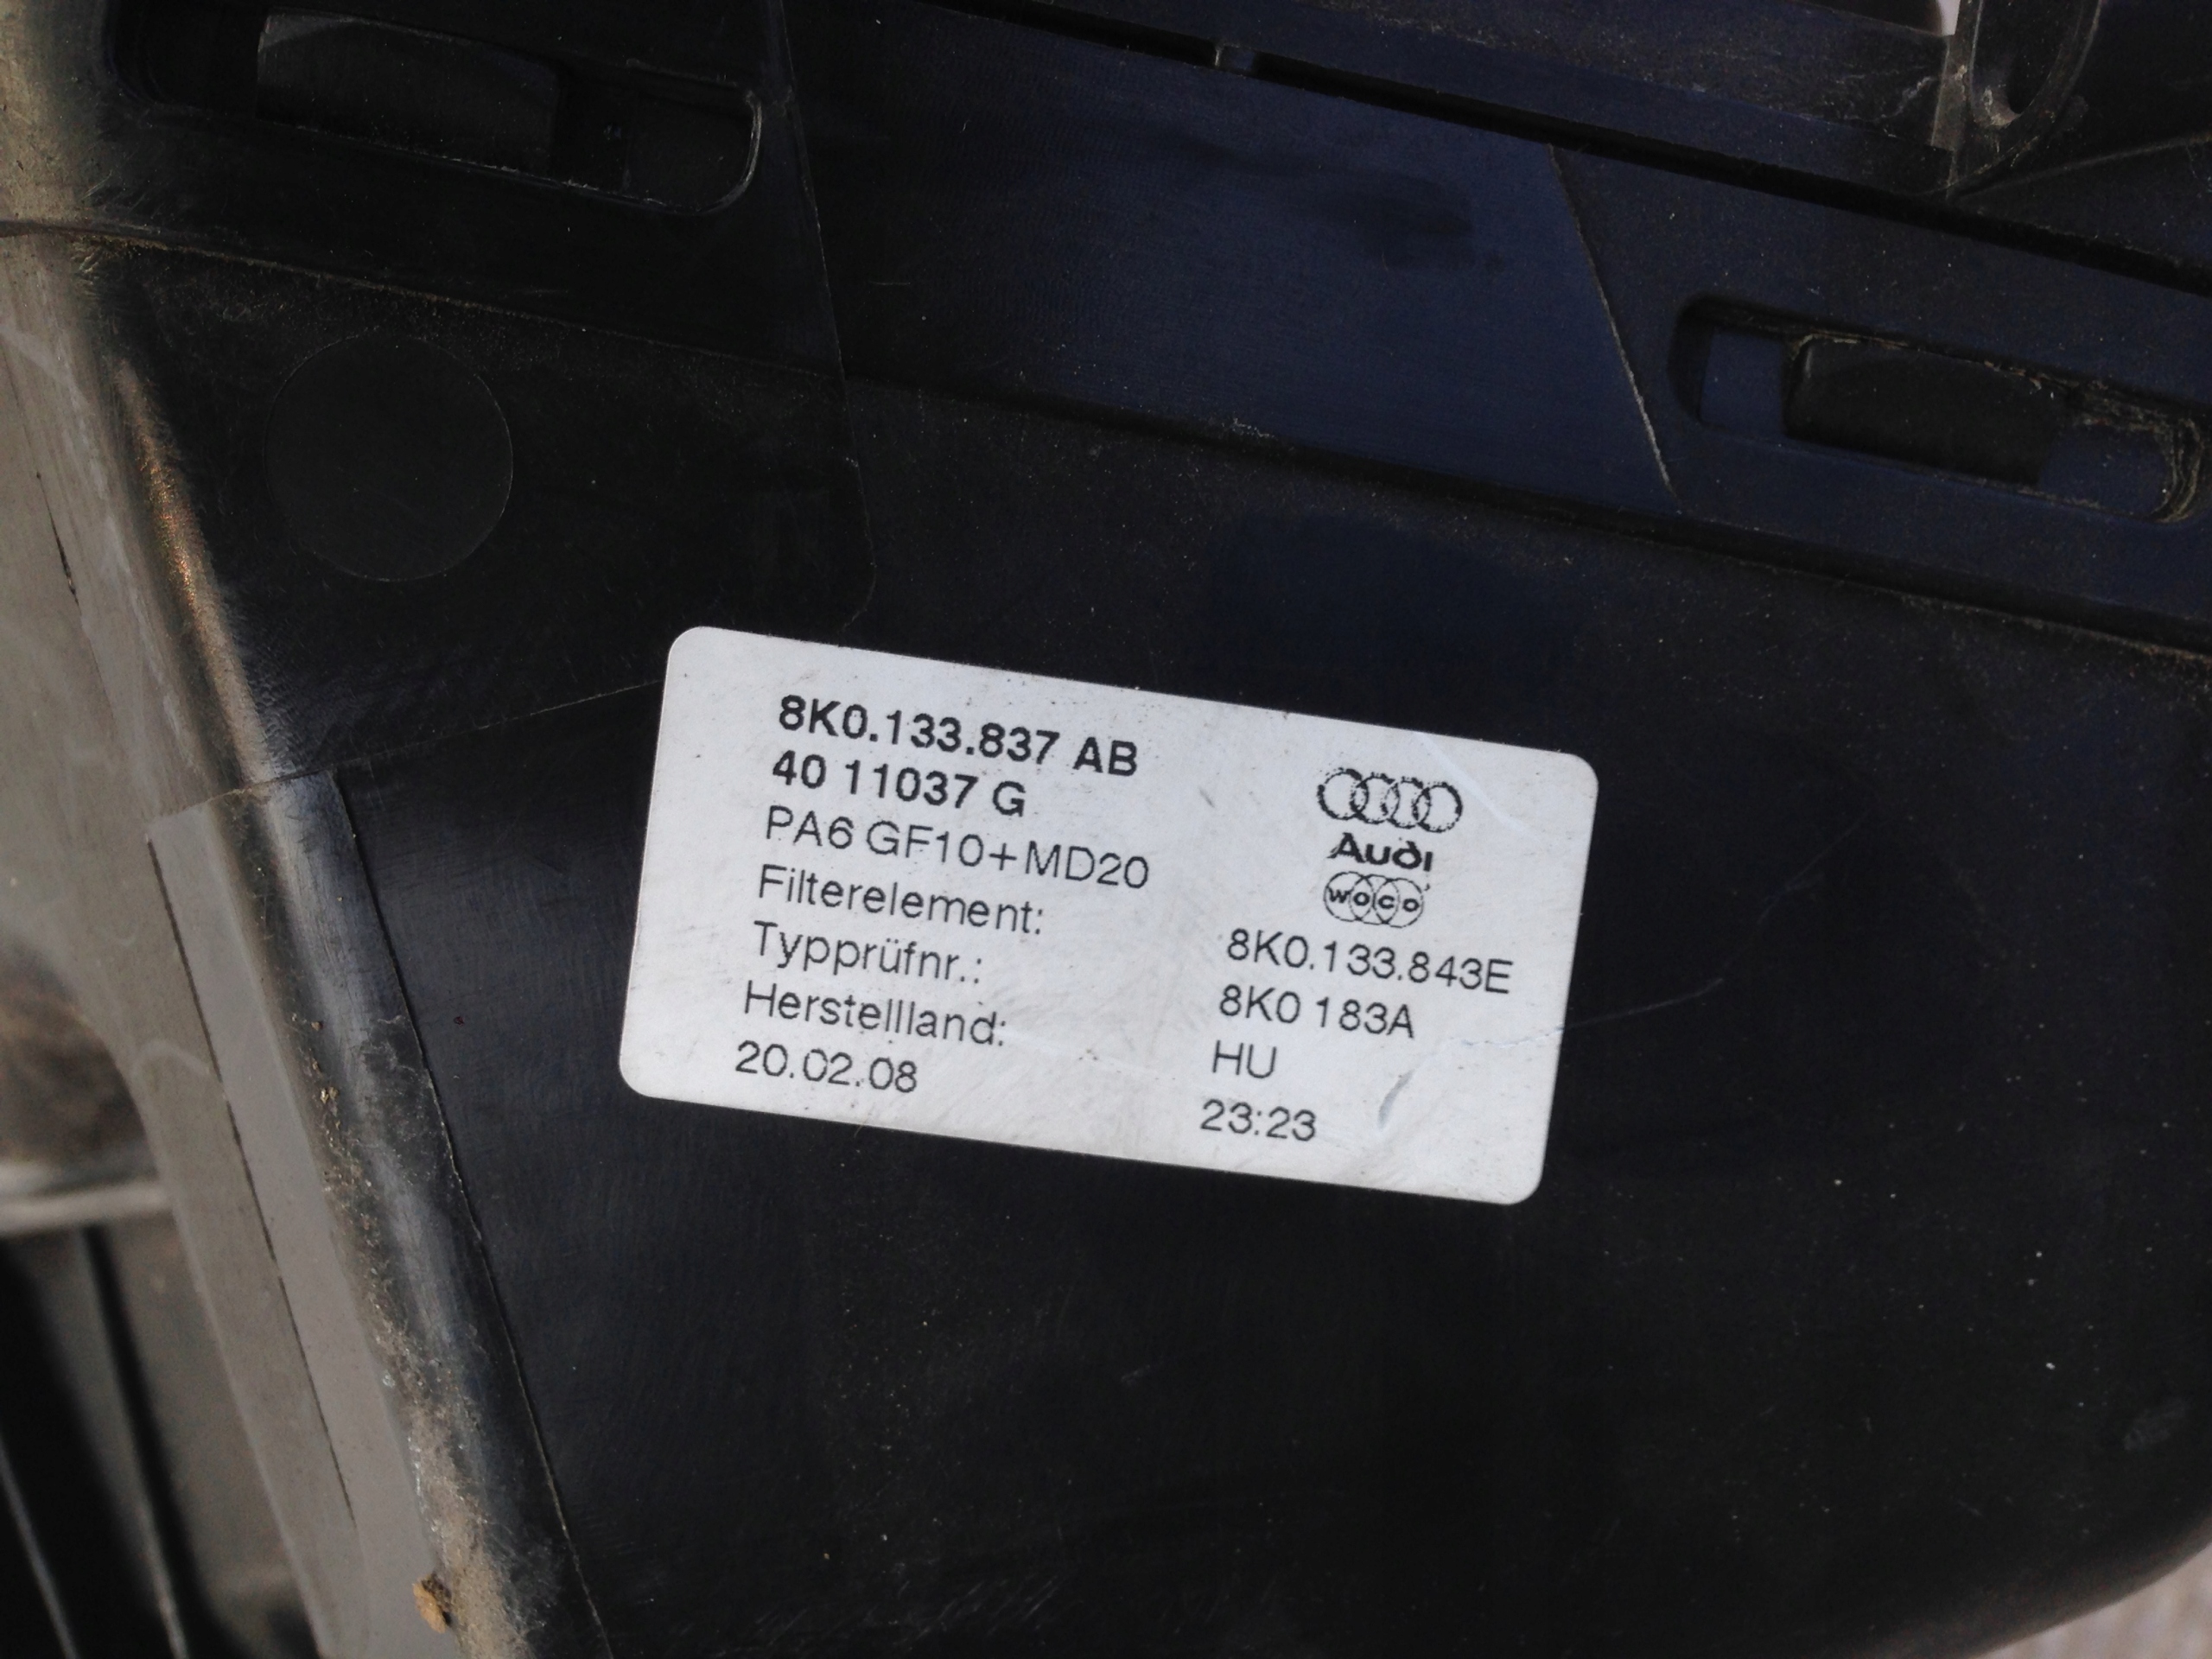 8K0.133.837 AB
40 11037 G
PA6 GF10+MD20
Audi
woco
Filterelement: 8K0.133.843E
Typprüfnr.: 8K0 183A
Herstellland: HU
20.02.08 23:23